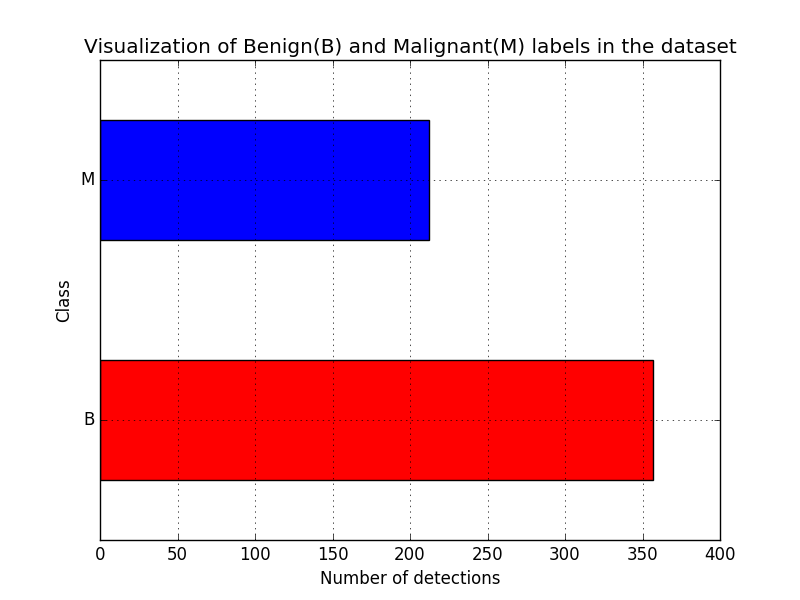 Visualization of Benign(B) and Malignant(M) labels in the dataset
M
Class
B
0 50 100 150 200 250 300 350 400
Number of detections